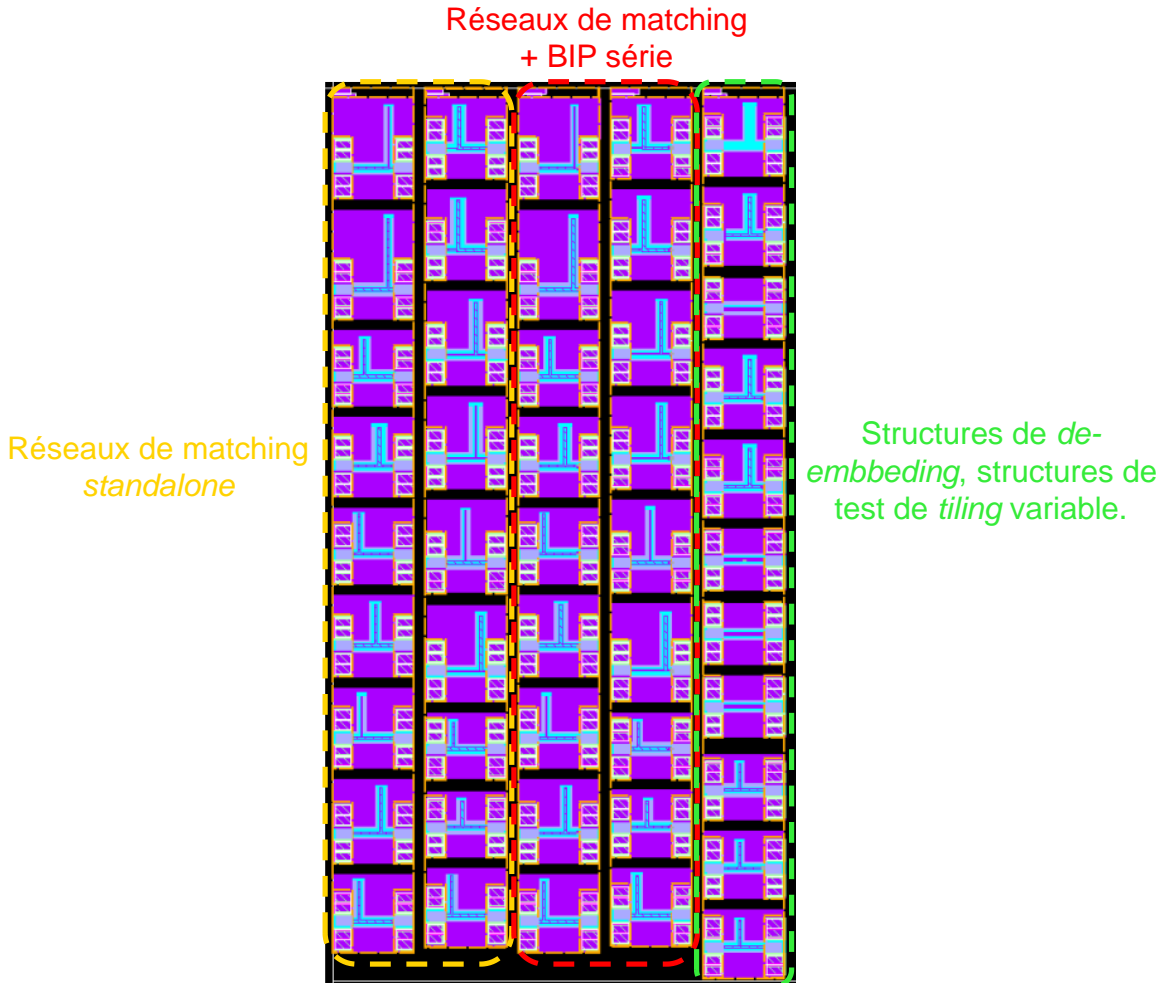 Réseaux de matching
+ BIP série
Réseaux de matching
standalone
Structures de de-
embbeding, structures de
test de tiling variable.